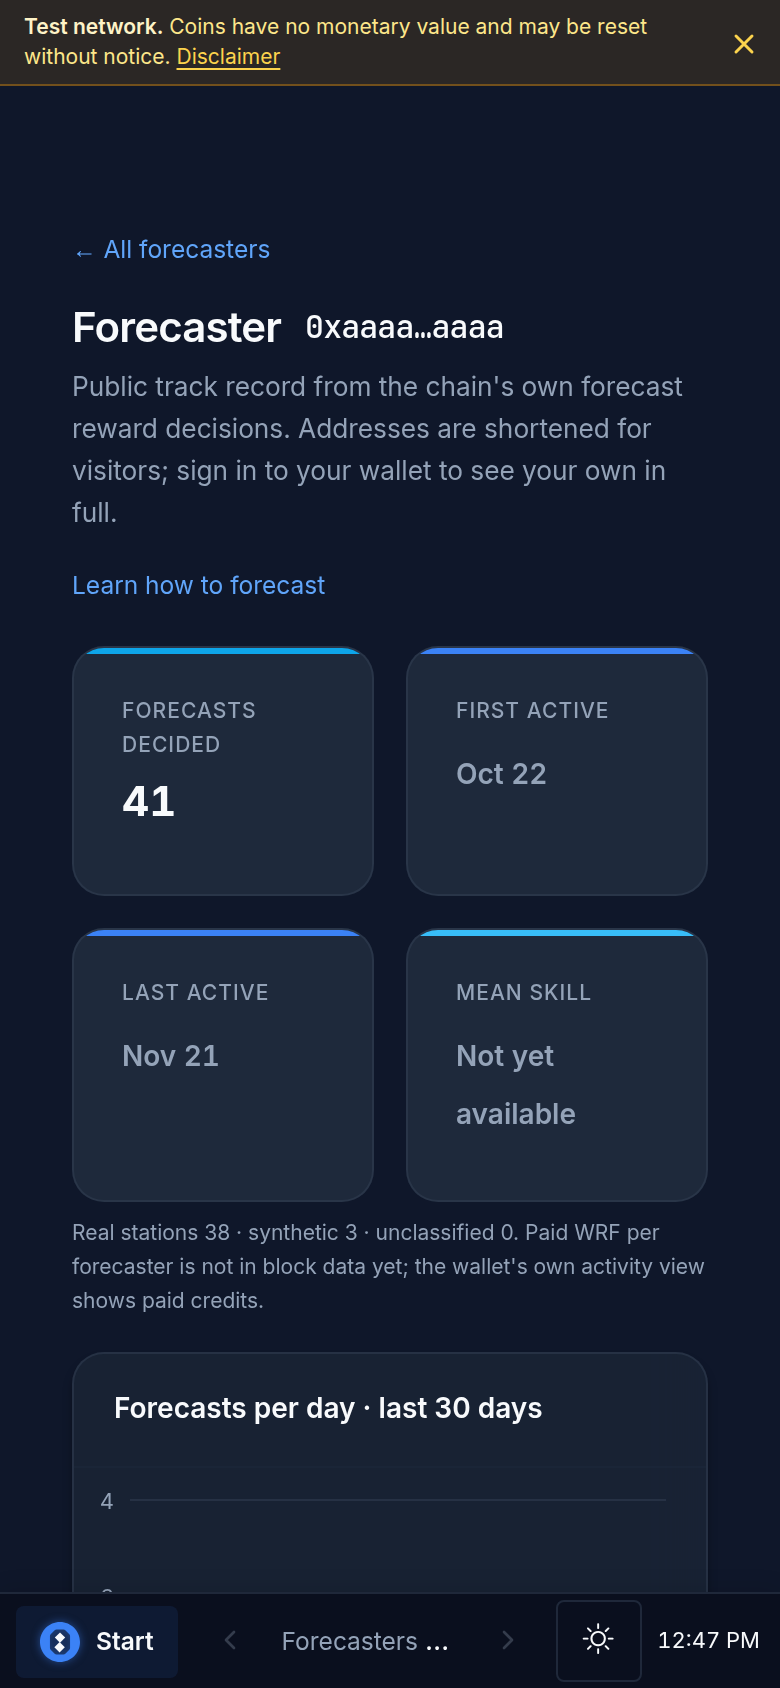 Test network. Coins have no monetary value and may be reset
without notice. Disclaimer
← All forecasters
Forecaster 0xaaaa…aaaa
Public track record from the chain's own forecast
reward decisions. Addresses are shortened for
visitors; sign in to your wallet to see your own in
full.
Learn how to forecast
FORECASTS
DECIDED
41
FIRST ACTIVE
Oct 22
LAST ACTIVE
Nov 21
MEAN SKILL
Not yet
available
Real stations 38 · synthetic 3 · unclassified 0. Paid WRF per
forecaster is not in block data yet; the wallet's own activity view
shows paid credits.
Forecasts per day · last 30 days
4
Start
Forecasters ...
12:47 PM